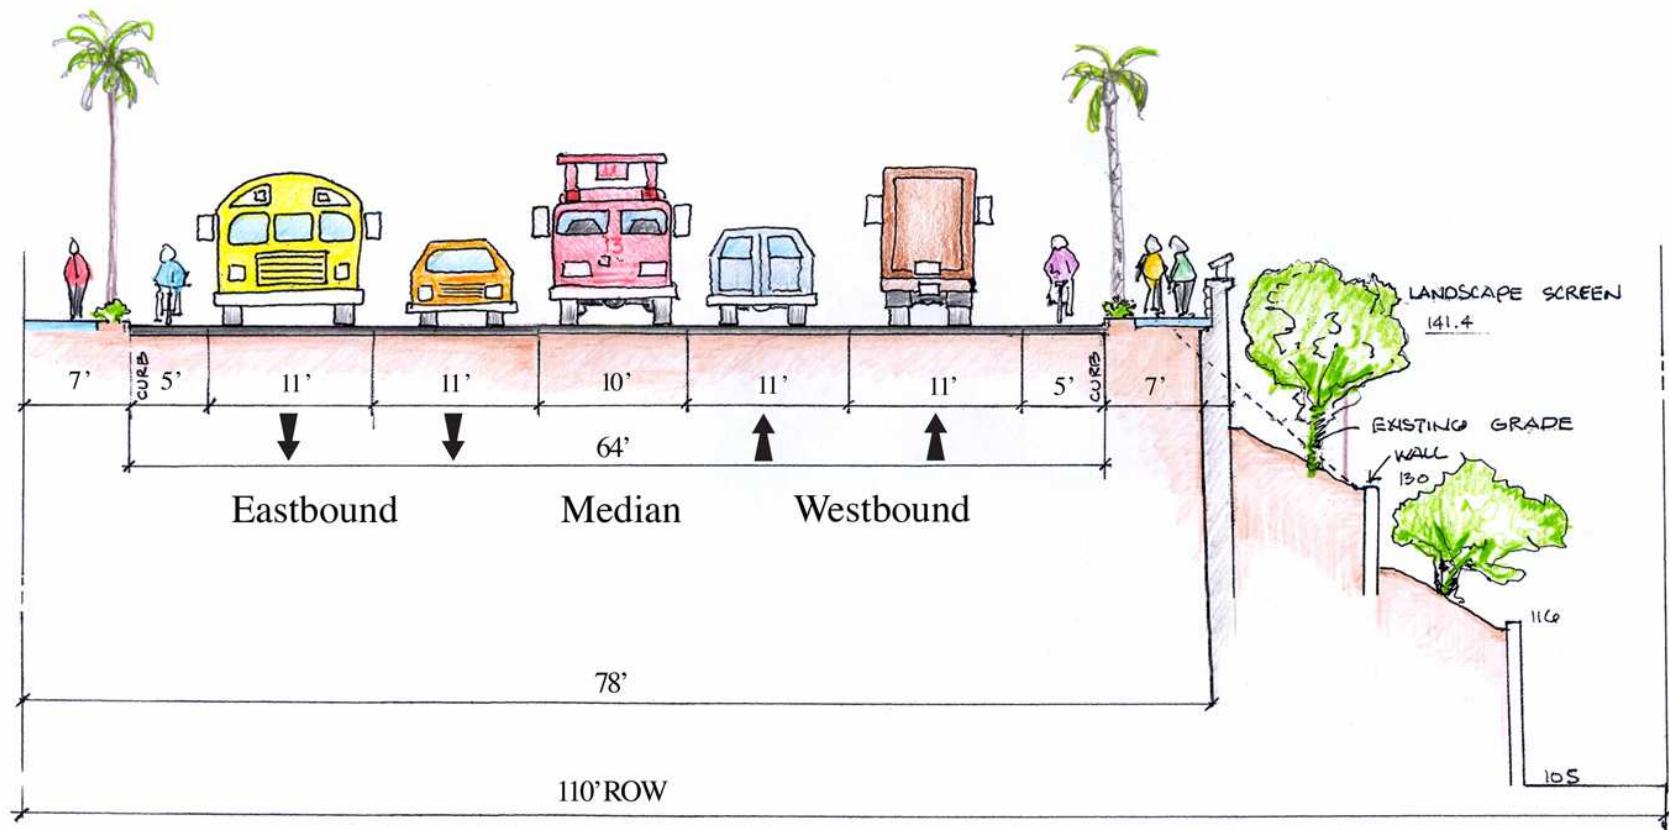 13
LANDSCAPE SCREEN
141.4
7'
CURB
5'
11'
11'
10'
11'
11'
5'
CURB
7'
EXISTING GRADE
WALL
130
64'
Eastbound
Median
Westbound
116
78'
105
110' ROW